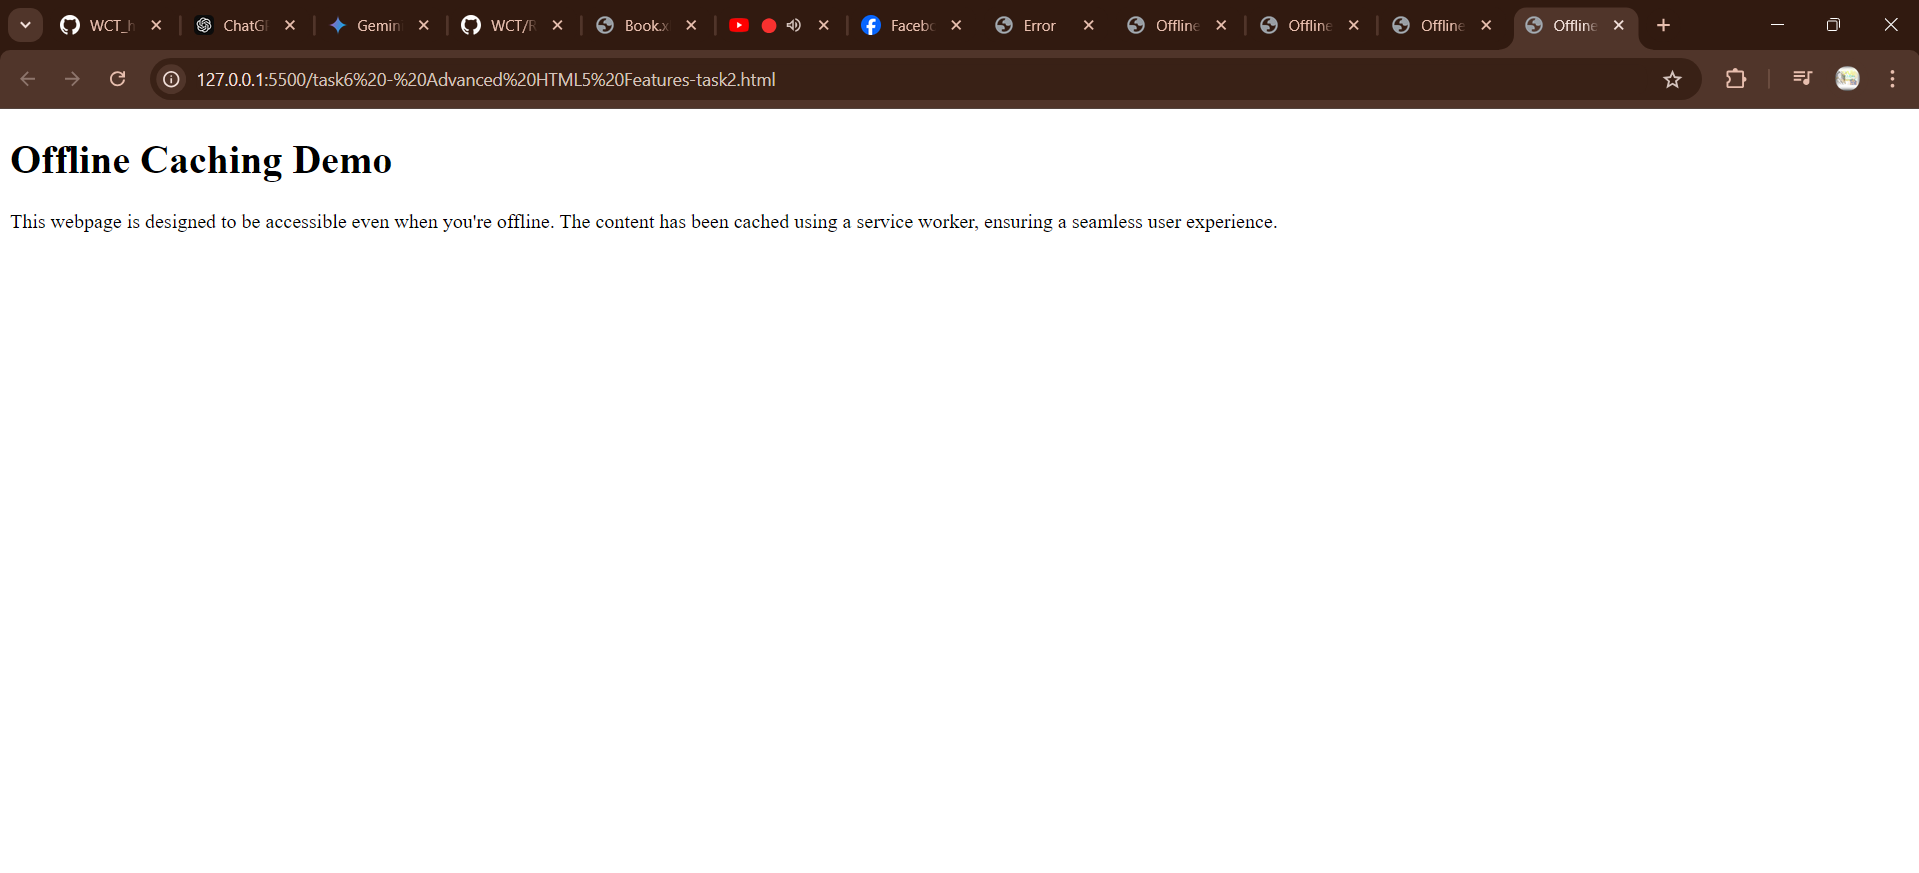 WCT_h
ChatG
Gemin
WCT/R
Book.x
Facebo
Error
Offline
Offline
Offline
Offline
127.0.0.1:5500/task6%20-%20Advanced%20HTML5%20Features-task2.html
Offline Caching Demo
This webpage is designed to be accessible even when you're offline. The content has been cached using a service worker, ensuring a seamless user experience.